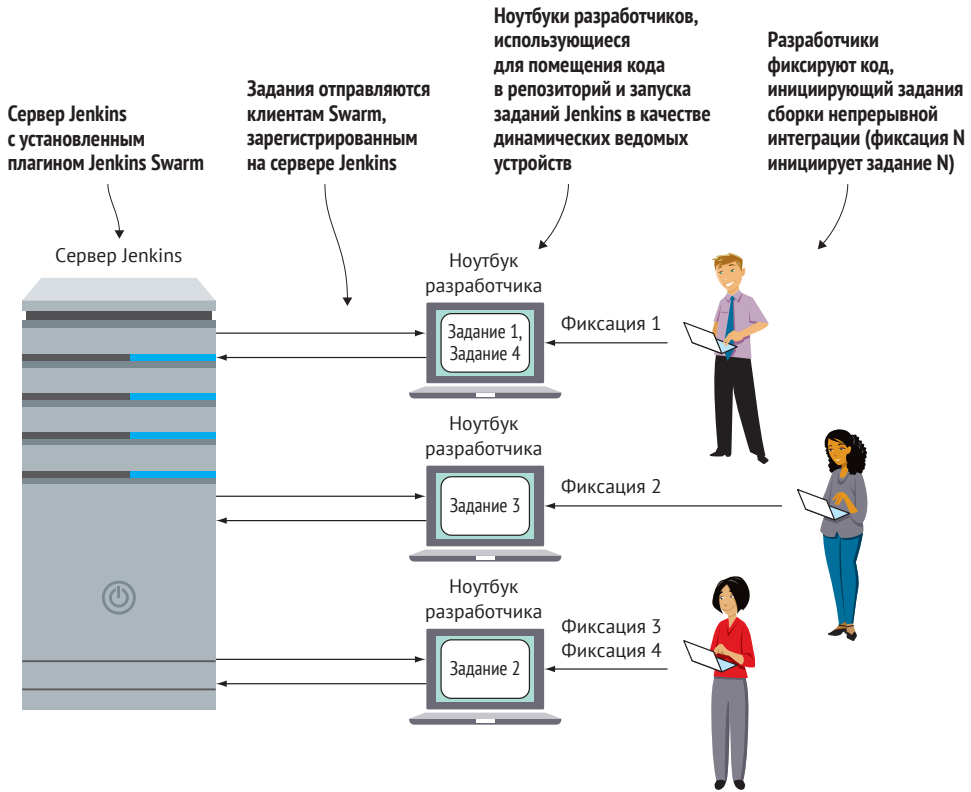 Сервер Jenkins
с установленным
плагином Jenkins Swarm
Задания отправляются
клиентам Swarm,
зарегистрированным
на сервере Jenkins
Ноутбуки разработчиков,
использующиеся
для помещения кода
в репозиторий и запуска
заданий Jenkins в качестве
динамических ведомых
устройств
Разработчики
фиксируют код,
инициирующий задания
сборки непрерывной
интеграции (фиксация N
инициирует задание N)
Сервер Jenkins
Ноутбук
разработчика
Задание 1,
Задание 4
Фиксация 1
Ноутбук
разработчика
Задание 3
Фиксация 2
Ноутбук
разработчика
Задание 2
Фиксация 3
Фиксация 4